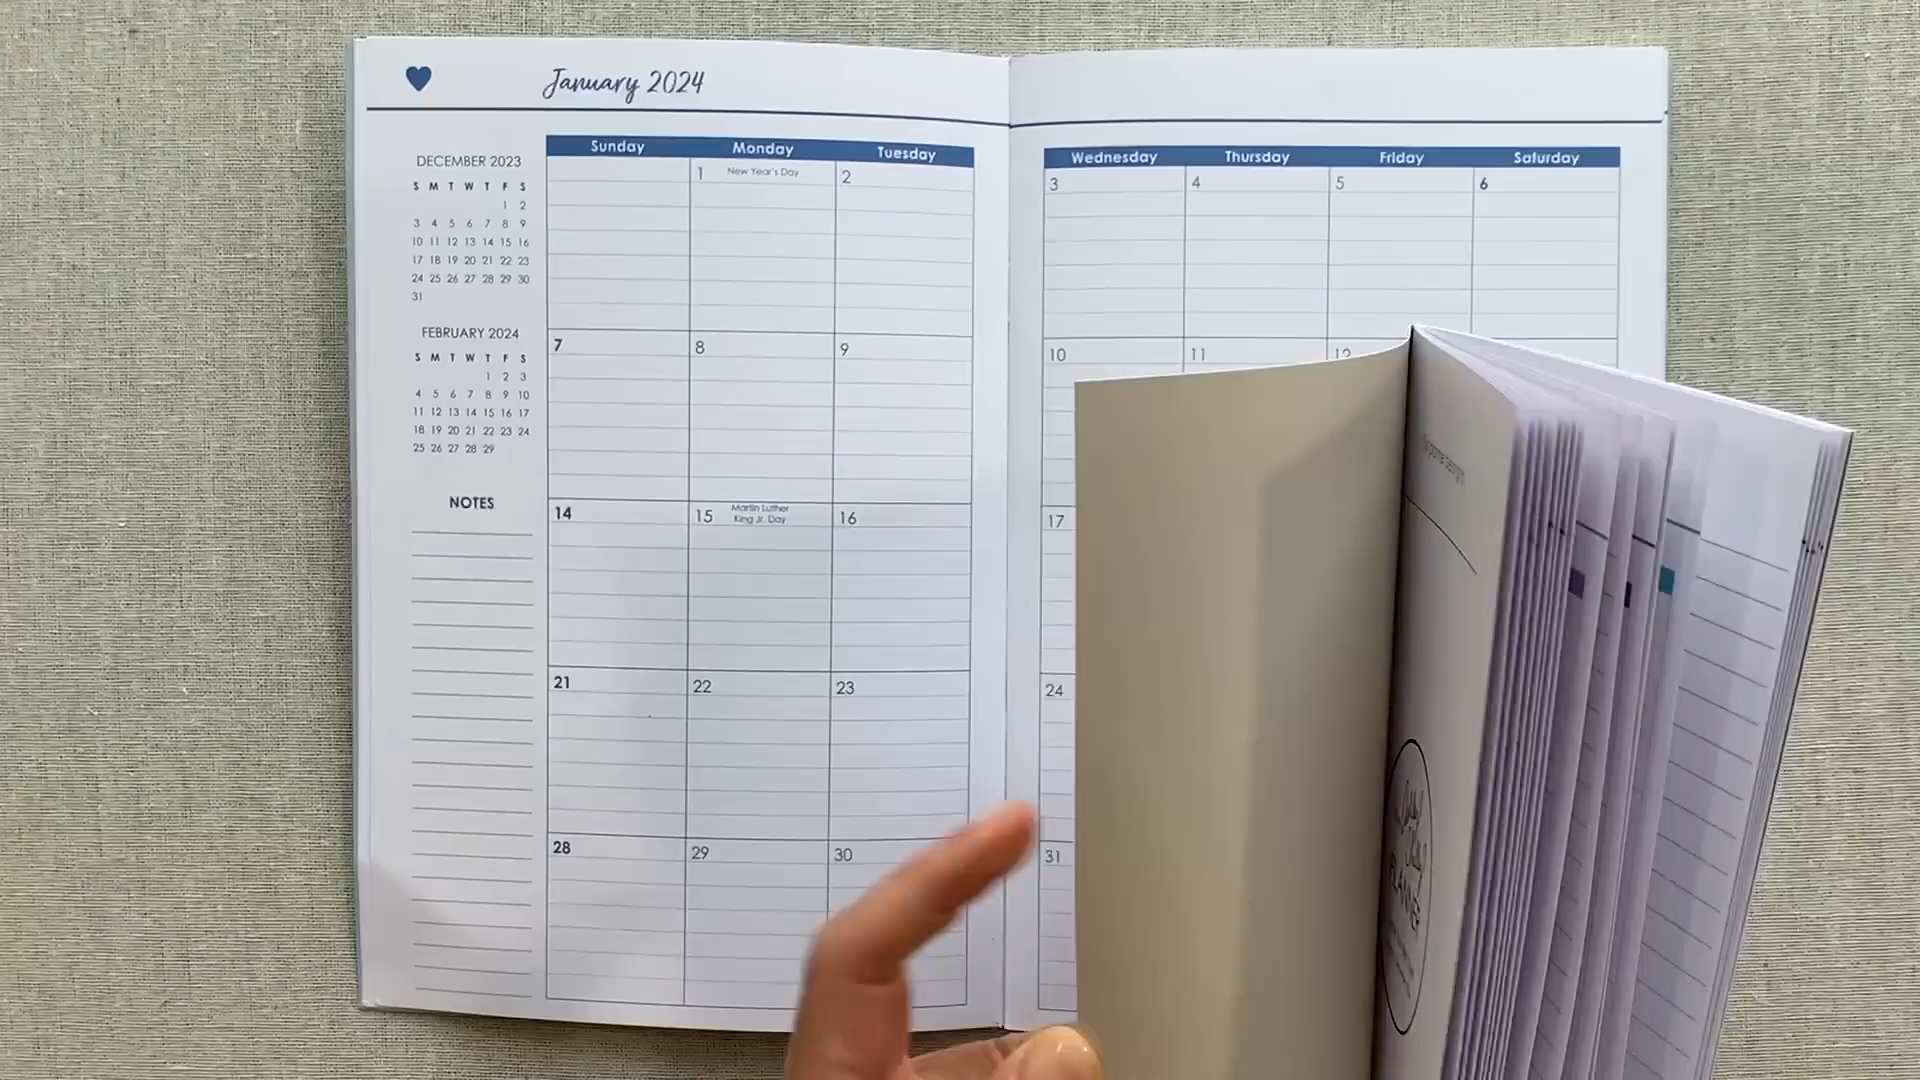 January 2024
DECEMBER 2023
S M T W T F S
1 2
3 4 5 6 7 8 9
10 11 12 13 14 15 16
17 18 19 20 21 22 23
24 25 26 27 28 29 30
31
FEBRUARY 2024
S M T W T F S
1 2 3
4 5 6 7 8 9 10
11 12 13 14 15 16 17
18 19 20 21 22 23 24
25 26 27 28 29
NOTES
Sunday Monday Tuesday Wednesday Thursday Friday Saturday
1 New Year's Day 2 3 4 5 6
7 8 9 10 11 12
14 15 Martin Luther
King Jr. Day 16 17
21 22 23 24
28 29 30 31
PLANNER